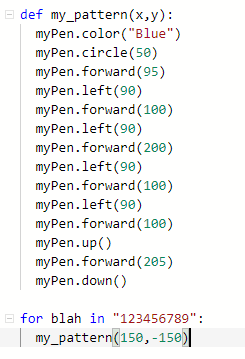 def my_pattern(x,y):
  myPen.color("Blue")
  myPen.circle(50)
  myPen.forward(95)
  myPen.left(90)
  myPen.forward(100)
  myPen.left(90)
  myPen.forward(200)
  myPen.left(90)
  myPen.forward(100)
  myPen.left(90)
  myPen.forward(100)
  myPen.up()
  myPen.forward(205)
  myPen.down()

for blah in "123456789":
  my_pattern(150,-150)